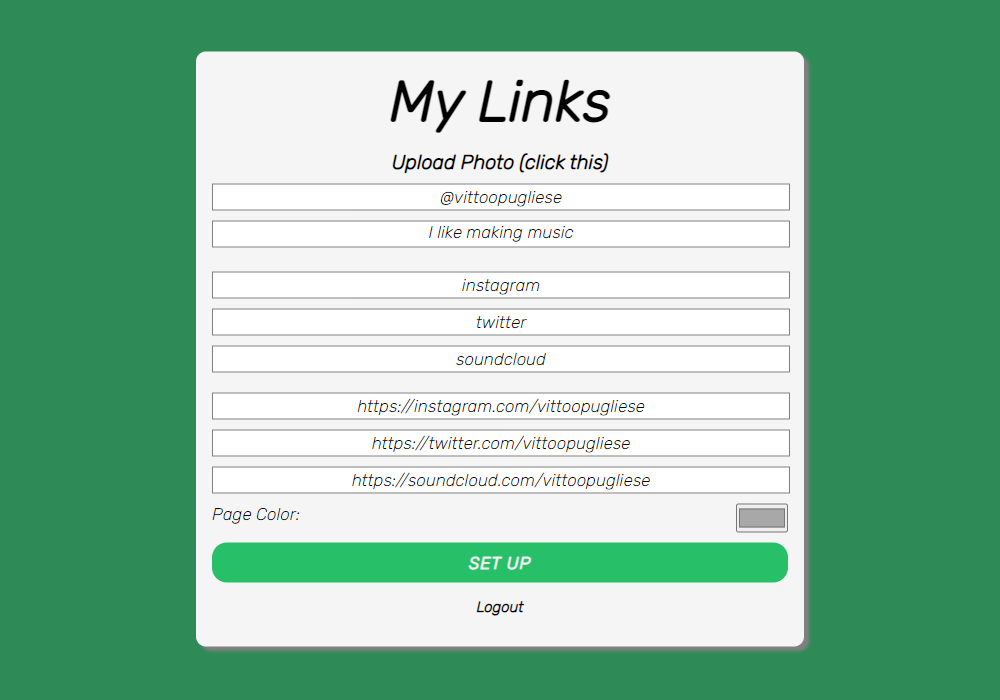 My Links
Upload Photo (click this)
@vittoopugliese
I like making music
instagram
twitter
soundcloud
https://instagram.com/vittoopugliese
https://twitter.com/vittoopugliese
https://soundcloud.com/vittoopugliese
Page Color:
SET UP
Logout